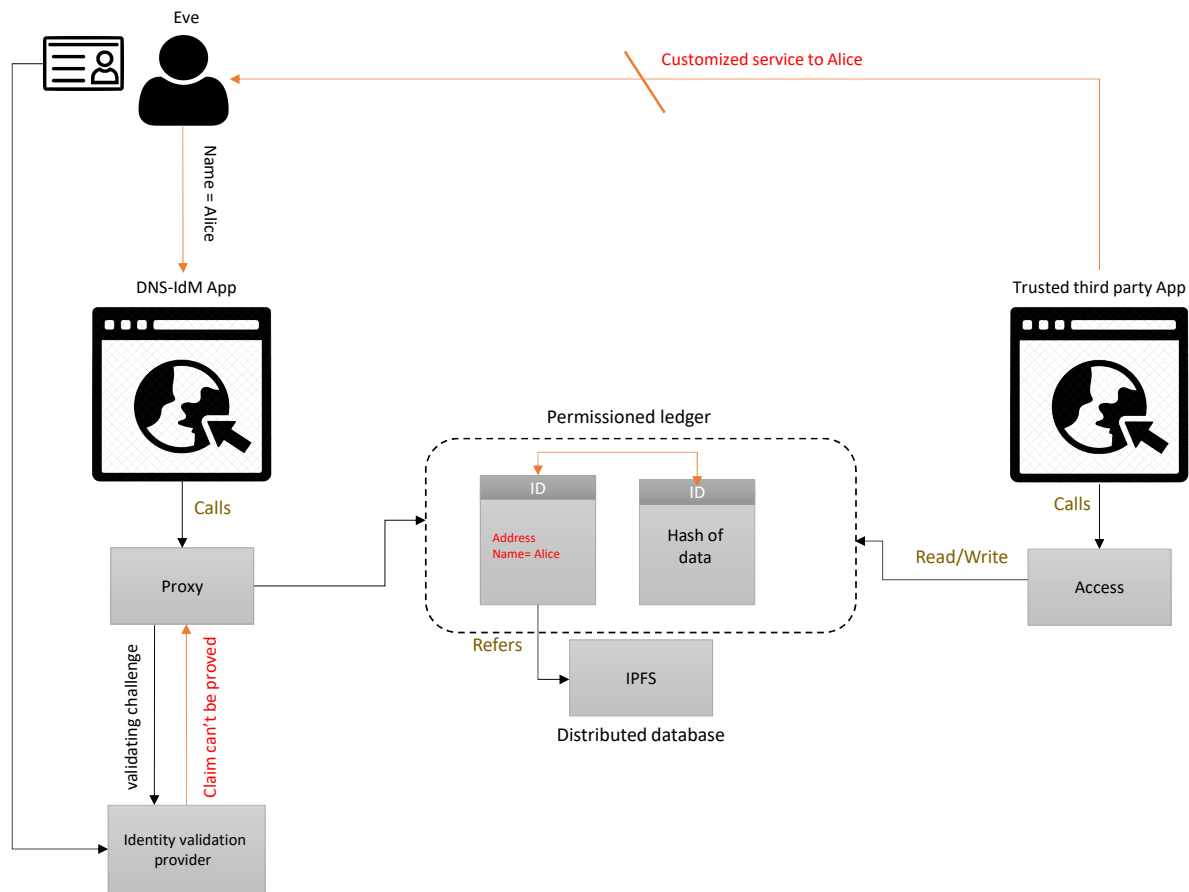 Eve
Customized service to Alice
Name = Alice
DNS-IdM App
Trusted third party App
Permissioned ledger
ID
ID
Calls
Calls
Address
Name= Alice
Hash of
data
Read/Write
Proxy
Access
Refers
IPFS
validating challenge
Claim can't be proved
Distributed database
Identity validation
provider